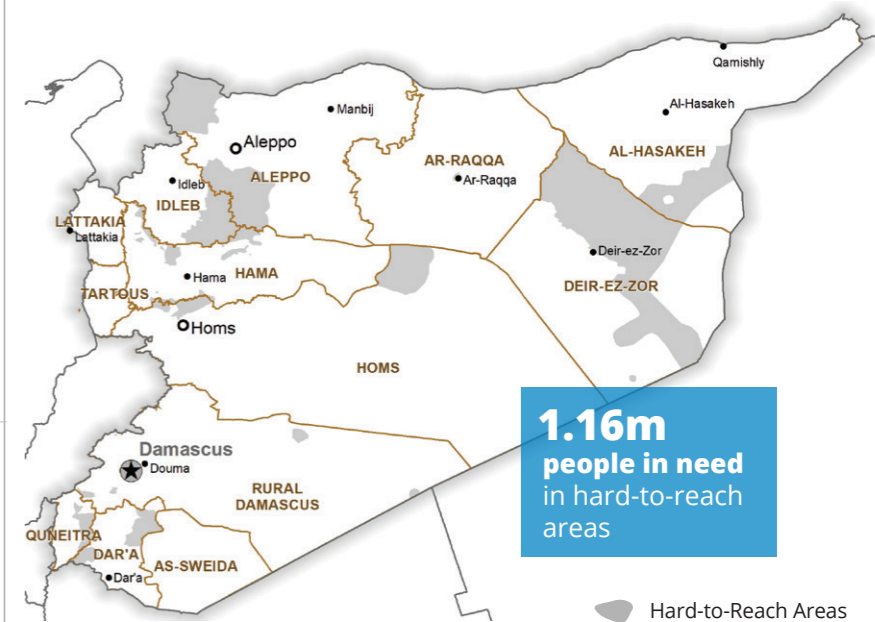 Qamishly
Manbij
Al-Hasakeh
Aleppo
AL-HASAKEH
AR-RAQQA
ALEPPO
Ar-Raqqa
Idleb
IDLEB
LATTAKIA
Lattakia
Deir-ez-Zor
HAMA
Hama
DEIR-EZ-ZOR
TARTOUS
Homs
HOMS
1.16m
people in need
in hard-to-reach
areas
Damascus
Douma
RURAL
DAMASCUS
QUNEITRA
DAR'A
AS-SWEIDA
Dar'a
Hard-to-Reach Areas